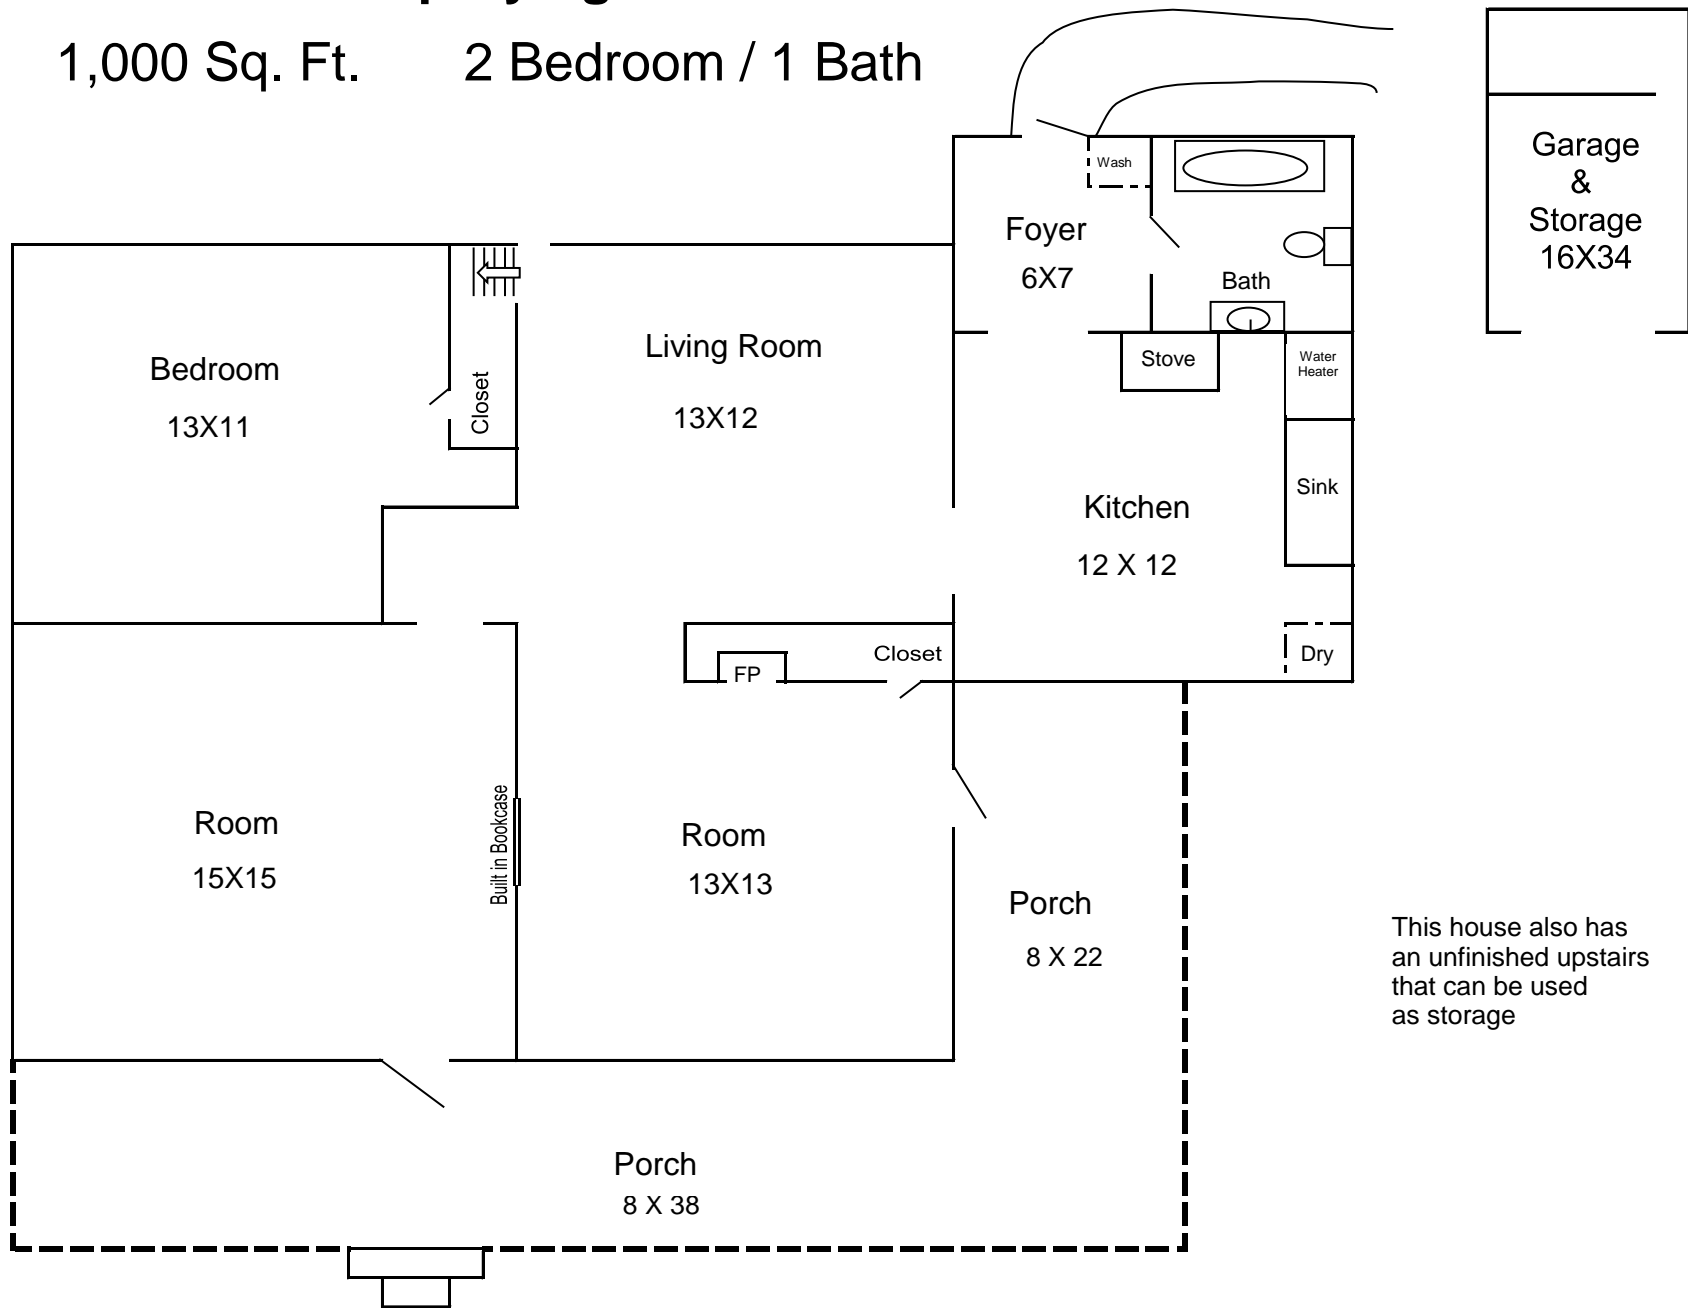 1,000 Sq. Ft. 2 Bedroom / 1 Bath
Wash
Foyer
6X7
Bath
Garage
&
Storage
16X34
Bedroom
13X11
Closet
Living Room
13X12
Stove
Water
Heater
Sink
Kitchen
12 X 12
Dry
Closet
FP
Room
15X15
Built in Bookcase
Room
13X13
Porch
8 X 22
This house also has
an unfinished upstairs
that can be used
as storage
Porch
8 X 38